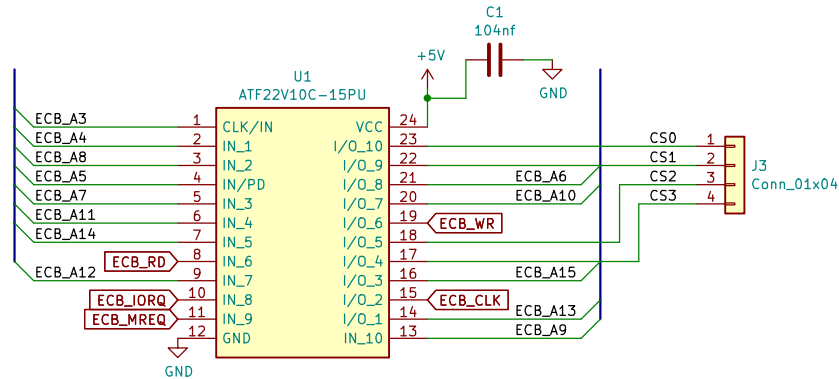 C1
104nf
+5V
GND
U1
ATF22V10C-15PU
ECB_A3 1 CLK/IN VCC 24
ECB_A4 2 IN_1 I/O_10 23 CS0 1
ECB_A8 3 IN_2 I/O_9 22 CS1 2
ECB_A5 4 IN/PD I/O_8 21 ECB_A6 CS2 3
ECB_A7 5 IN_3 I/O_7 20 ECB_A10 CS3 4
J3
Conn_01x04
ECB_A11 6 IN_4 I/O_6 19 ECB_WR
ECB_A14 7 IN_5 I/O_5 18
ECB_RD 8 IN_6 I/O_4 17
ECB_A12 9 IN_7 I/O_3 16 ECB_A15
ECB_IORQ 10 IN_8 I/O_2 15 ECB_CLK
ECB_MREQ 11 IN_9 I/O_1 14 ECB_A13
12 GND IN_10 13 ECB_A9
GND